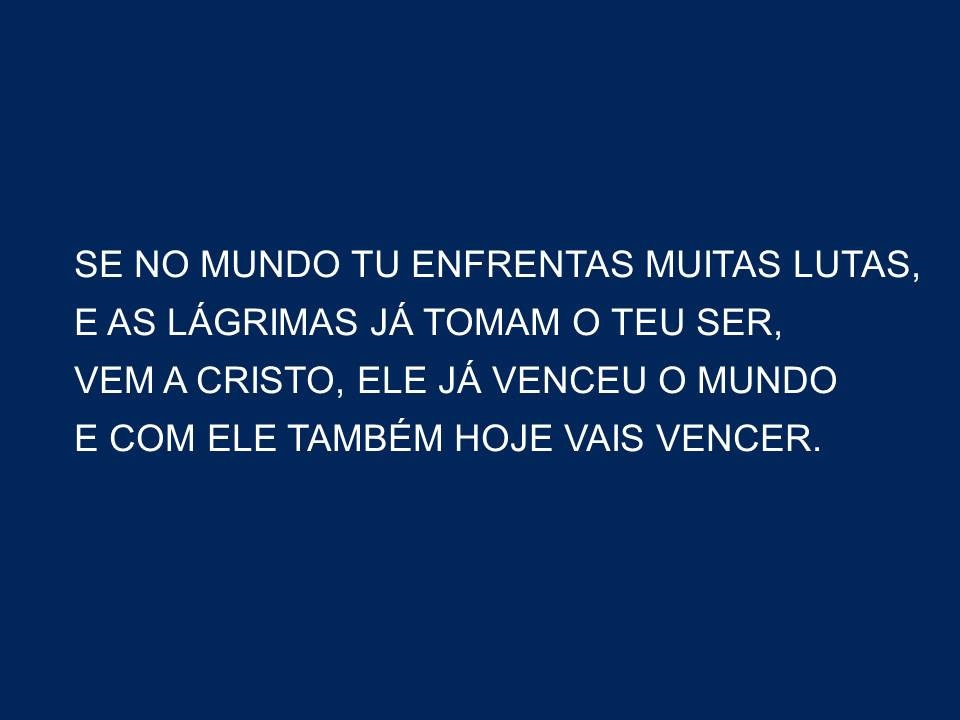 SE NO MUNDO TU ENFRENTAS MUITAS LUTAS,
E AS LÁGRIMAS JÁ TOMAM O TEU SER,
VEM A CRISTO, ELE JÁ VENCEU O MUNDO
E COM ELE TAMBÉM HOJE VAIS VENCER.